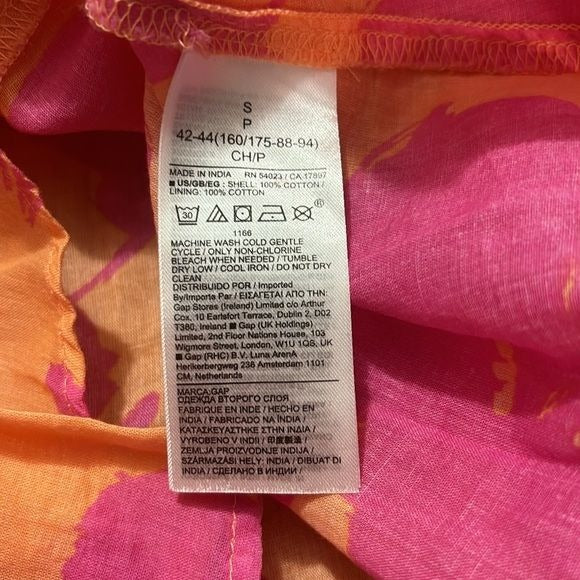 S
P
42-44(160/175-88-94)
CH/P
MADE IN INDIA RN 54023 / CA 17897
■ US/GB/EG : SHELL: 100% COTTON /
LINING: 100% COTTON
30
1166
MACHINE WASH COLD GENTLE
CYCLE / ONLY NON-CHLORINE
BLEACH WHEN NEEDED / TUMBLE
DRY LOW / COOL IRON / DO NOT DRY
CLEAN
DISTRIBUIDO POR / Imported
By/Importe Par / ΕΙΣΑΓΕΤΑΙ ΑΠΟ ΤΗΝ
Gap Stores (Ireland) Limited c/o Arthur
Cox, 10 Earlsfort Terrace, Dublin 2, D02
T380, Ireland ■ Gap (UK Holdings)
Limited, 2nd Floor Nations House, 103
Wigmore Street, London, W1U 1QS, UK
■ Gap (RHC) B.V. Luna ArenA
Herikerbergweg 238 Amsterdam 1101
CM, Netherlands
MARCA:GAP
ОДЕЖДА ВТОРОГО СЛОЯ
FABRIQUE EN INDE / HECHO EN
INDIA / FABRICADO NA INDIA /
ΚΑΤΑΣΚΕΥΑΣΤΗΚΕ ΣΤΗΝ ΙΝΔΙΑ /
VYROBENO V INDII / 印度製造 /
ZEMLJA PROIZVODNJE INDIJA /
SZÁRMAZÁSI HELY: INDIA / DIBUAT DI
INDIA / СДЕЛАНО В ИНДИИ /